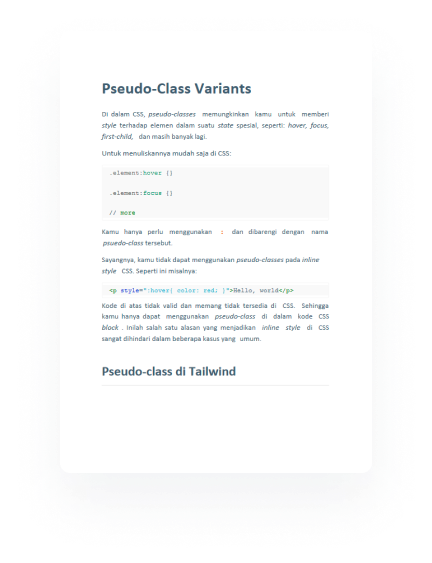 Pseudo-Class Variants
Di dalam CSS, pseudo-classes memungkinkan kamu untuk memberi
style terhadap elemen dalam suatu state spesial, seperti: hover, focus,
first-child, dan masih banyak lagi.
Untuk menuliskannya mudah saja di CSS:
.element:hover {}
.element:focus {}
// more
Kamu hanya perlu menggunakan : dan dibarengi dengan nama
psuedo-class tersebut.
Sayangnya, kamu tidak dapat menggunakan pseudo-classes pada inline
style CSS. Seperti ini misalnya:
<p style=":hover{ color: red; }">Hello, world</p>
Kode di atas tidak valid dan memang tidak tersedia di CSS. Sehingga
kamu hanya dapat menggunakan pseudo-class di dalam kode CSS
block . Inilah salah satu alasan yang menjadikan inline style di CSS
sangat dihindari dalam beberapa kasus yang umum.
Pseudo-class di Tailwind